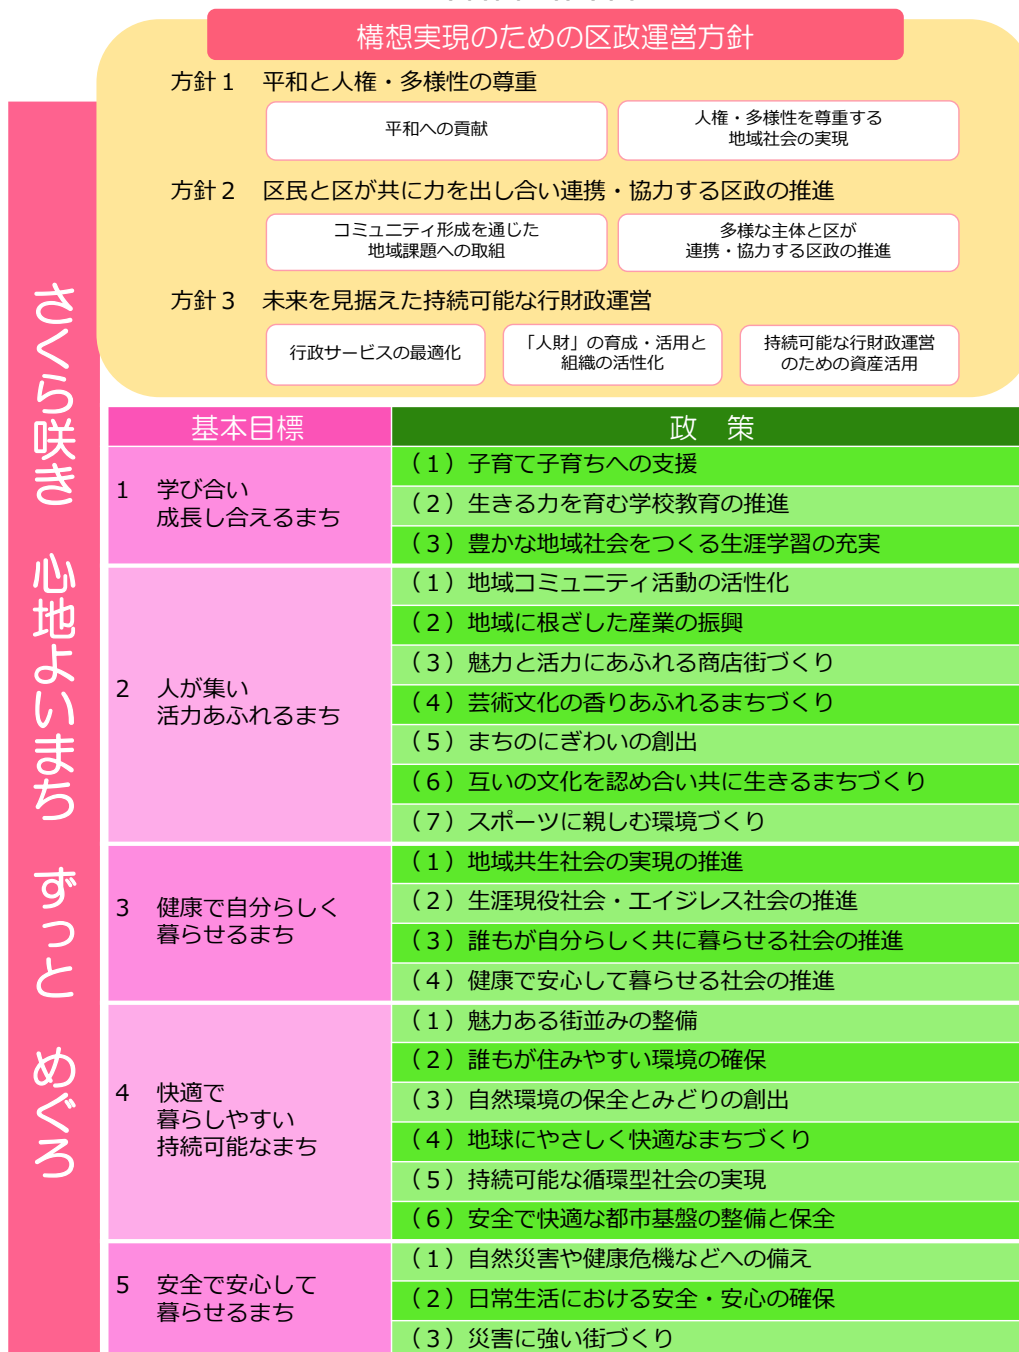 構想実現のための区政運営方針
方針１　平和と人権・多様性の尊重
平和への貢献
人権・多様性を尊重する
地域社会の実現
方針２　区民と区が共に力を出し合い連携・協力する区政の推進
コミュニティ形成を通じた
地域課題への取組
多様な主体と区が
連携・協力する区政の推進
方針３　未来を見据えた持続可能な行財政運営
行政サービスの最適化
「人財」の育成・活用と
組織の活性化
持続可能な行財政運営
のための資産活用
さくら咲き　心地よいまち　ずっと　めぐろ
基本目標
政　策
1　学び合い
成長し合えるまち
（1）子育て子育ちへの支援
（2）生きる力を育む学校教育の推進
（3）豊かな地域社会をつくる生涯学習の充実
2　人が集い
活力あふれるまち
（1）地域コミュニティ活動の活性化
（2）地域に根ざした産業の振興
（3）魅力と活力にあふれる商店街づくり
（4）芸術文化の香りあふれるまちづくり
（5）まちのにぎわいの創出
（6）互いの文化を認め合い共に生きるまちづくり
（7）スポーツに親しむ環境づくり
3　健康で自分らしく
暮らせるまち
（1）地域共生社会の実現の推進
（2）生涯現役社会・エイジレス社会の推進
（3）誰もが自分らしく共に暮らせる社会の推進
（4）健康で安心して暮らせる社会の推進
4　快適で
暮らしやすい
持続可能なまち
（1）魅力ある街並みの整備
（2）誰もが住みやすい環境の確保
（3）自然環境の保全とみどりの創出
（4）地球にやさしく快適なまちづくり
（5）持続可能な循環型社会の実現
（6）安全で快適な都市基盤の整備と保全
5　安全で安心して
暮らせるまち
（1）自然災害や健康危機などへの備え
（2）日常生活における安全・安心の確保
（3）災害に強い街づくり